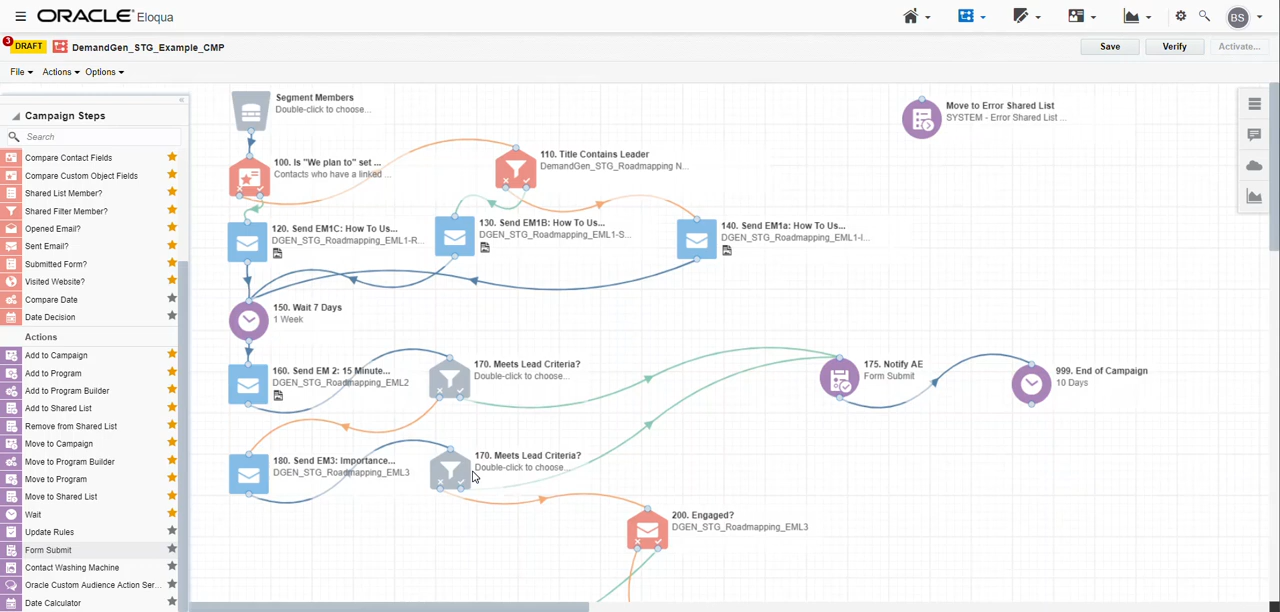 ORACLE Eloqua
BS
3
DRAFT
DemandGen_STG_Example_CMP
Save
Verify
Activate...
File
Actions
Options
Campaign Steps
Search
Compare Contact Fields
Compare Custom Object Fields
Shared List Member?
Shared Filter Member?
Opened Email?
Sent Email?
Submitted Form?
Visited Website?
Compare Date
Date Decision
Actions
Add to Campaign
Add to Program
Add to Program Builder
Add to Shared List
Remove from Shared List
Move to Campaign
Move to Program Builder
Move to Program
Move to Shared List
Wait
Update Rules
Form Submit
Contact Washing Machine
Oracle Custom Audience Action Ser...
Date Calculator
Segment Members
Double-click to choose...
Move to Error Shared List
SYSTEM - Error Shared List ...
100. Is "We plan to" set ...
Contacts who have a linked ...
110. Title Contains Leader
DemandGen_STG_Roadmapping N...
120. Send EM1C: How To Us...
DGEN_STG_Roadmapping_EML1-R...
130. Send EM1B: How To Us...
DGEN_STG_Roadmapping_EML1-S...
140. Send EM1a: How To Us...
DGEN_STG_Roadmapping_EML1-I...
150. Wait 7 Days
1 Week
160. Send EM 2: 15 Minute...
DGEN_STG_Roadmapping_EML2
170. Meets Lead Criteria?
Double-click to choose...
175. Notify AE
Form Submit
999. End of Campaign
10 Days
180. Send EM3: Importance...
DGEN_STG_Roadmapping_EML3
170. Meets Lead Criteria?
Double-click to choose...
200. Engaged?
DGEN_STG_Roadmapping_EML3